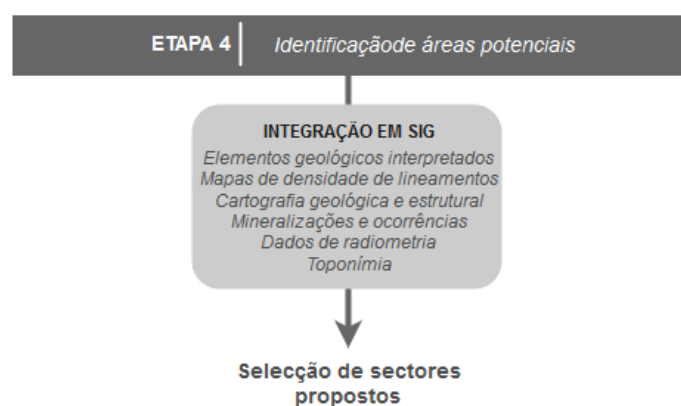 ETAPA 4 Identificaçãode áreas potenciais
INTEGRAÇÃO EM SIG
Elementos geológicos interpretados
Mapas de densidade de lineamentos
Cartografia geológica e estrutural
Mineralizações e ocorrências
Dados de radiometria
Toponímia
Selecção de sectores
propostos